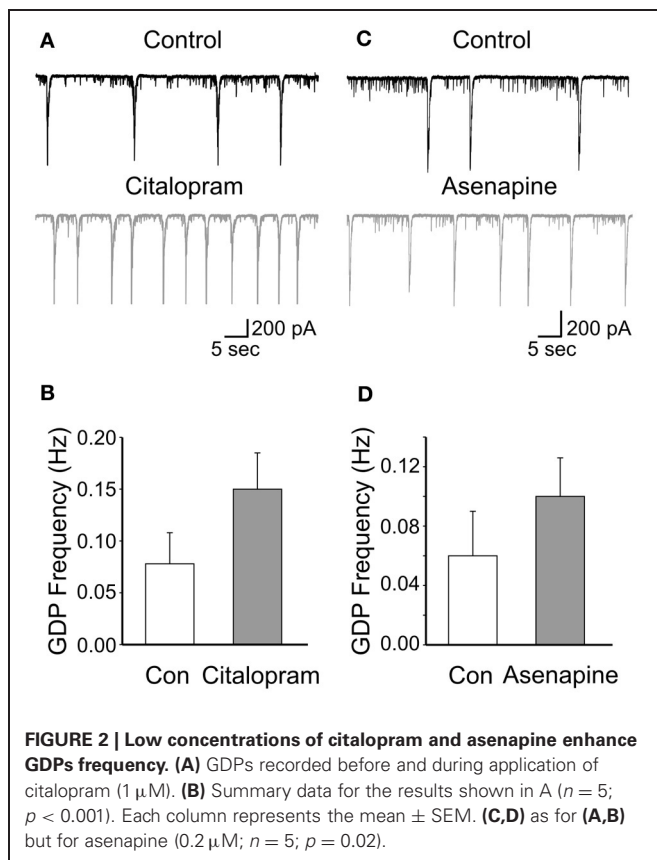 A
Control
C
Control
Citalopram
Asenapine
200 pA
5 sec
200 pA
5 sec
B
GDP Frequency (Hz)
0.20
0.15
0.10
0.05
0.00
Con Citalopram
D
GDP Frequency (Hz)
0.12
0.08
0.04
0.00
Con Asenapine
FIGURE 2 | Low concentrations of citalopram and asenapine enhance
GDPs frequency. (A) GDPs recorded before and during application of
citalopram (1 μM). (B) Summary data for the results shown in A (n = 5;
p < 0.001). Each column represents the mean ± SEM. (C,D) as for (A,B)
but for asenapine (0.2 μM; n = 5; p = 0.02).